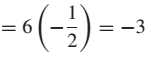 = 6 (− 1/2) = −3